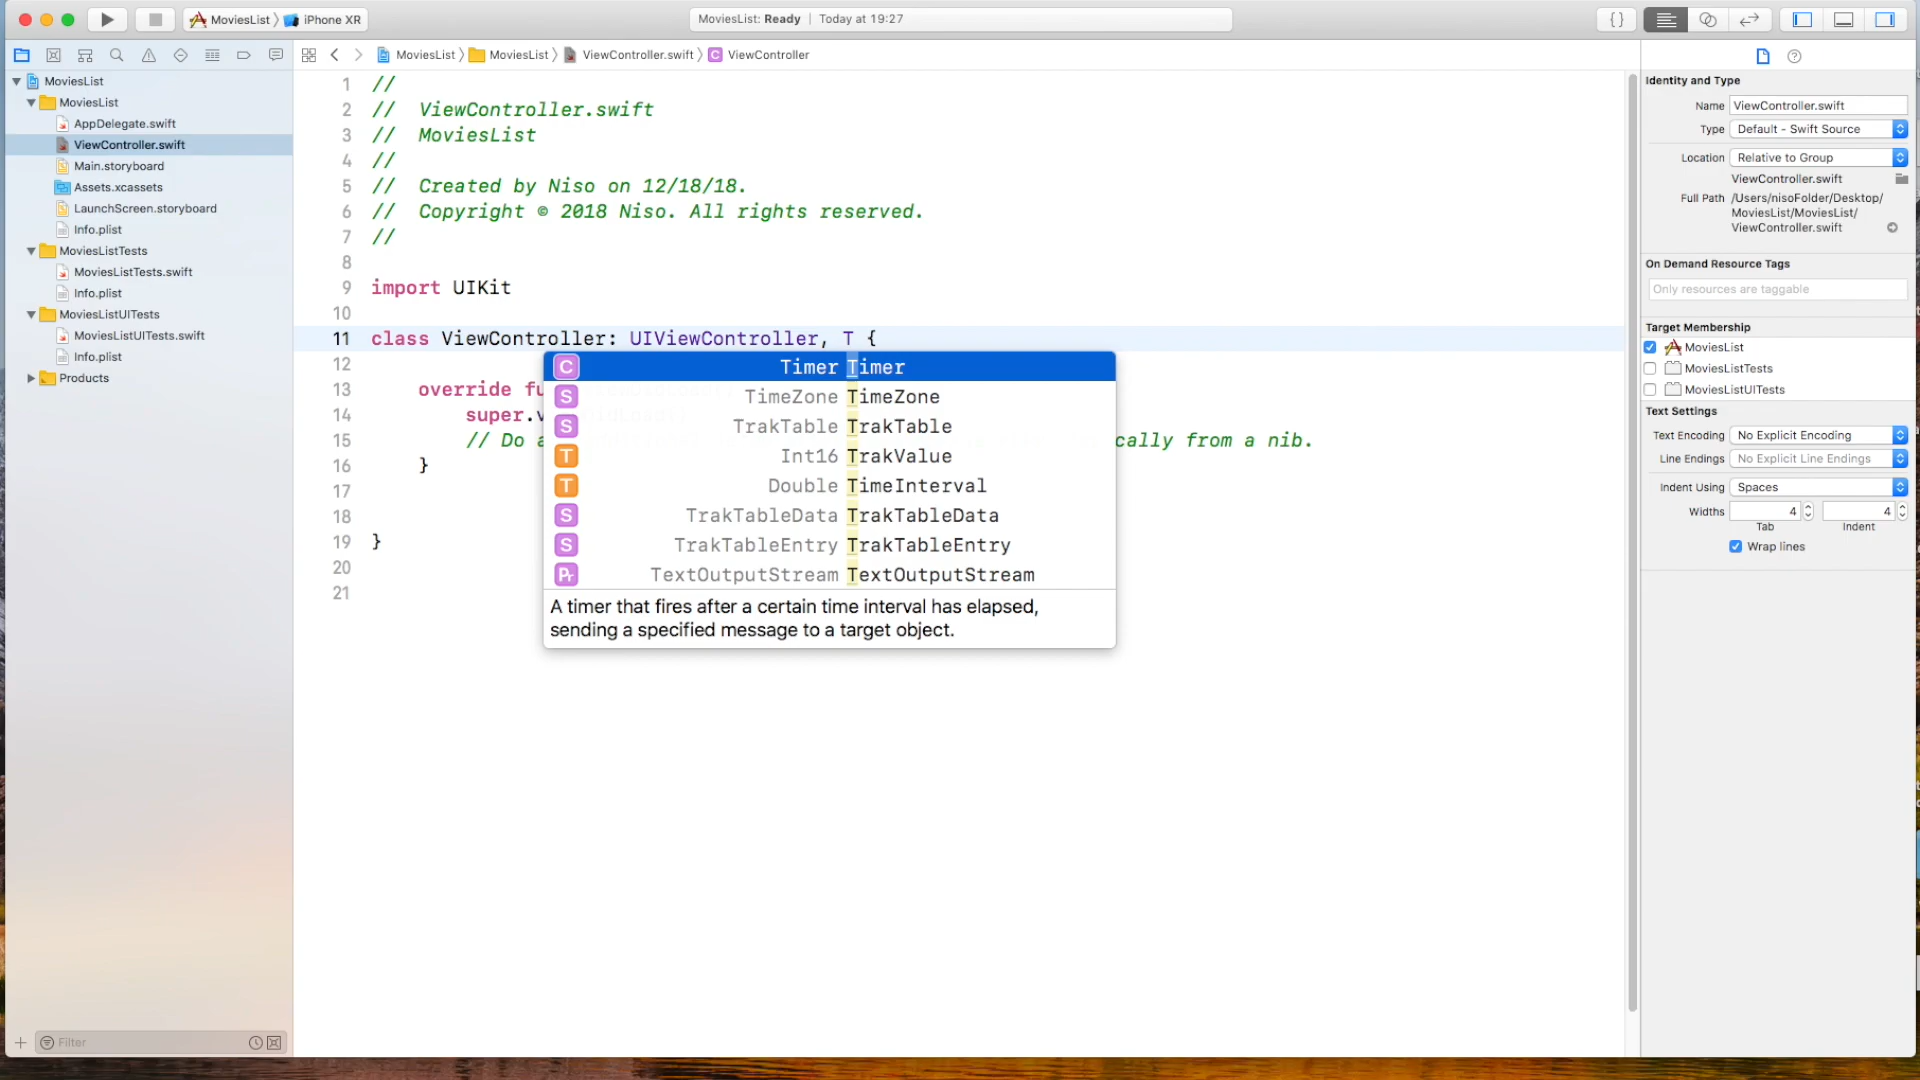 MoviesList
iPhone XR
MoviesList: Ready
Today at 19:27
{ }
MoviesList
MoviesList
ViewController.swift
C
ViewController
MoviesList
MoviesList
AppDelegate.swift
ViewController.swift
Main.storyboard
Assets.xcassets
LaunchScreen.storyboard
Info.plist
MoviesListTests
MoviesListTests.swift
Info.plist
MoviesListUITests
MoviesListUITests.swift
Info.plist
Products
Filter
1 //
2 // ViewController.swift
3 // MoviesList
4 //
5 // Created by Niso on 12/18/18.
6 // Copyright © 2018 Niso. All rights reserved.
7 //
8
9 import UIKit
10
11 class ViewController: UIViewController, T {
12
13 override fu
14 super.v
15 // Do a cally from a nib.
16 }
17
18
19 }
20
21
C Timer Timer
S TimeZone TimeZone
S TrakTable TrakTable
T Int16 TrakValue
T Double TimeInterval
S TrakTableData TrakTableData
S TrakTableEntry TrakTableEntry
Pr TextOutputStream TextOutputStream
A timer that fires after a certain time interval has elapsed,
sending a specified message to a target object.
Identity and Type
Name ViewController.swift
Type Default - Swift Source
Location Relative to Group
ViewController.swift
Full Path /Users/nisoFolder/Desktop/
MoviesList/MoviesList/
ViewController.swift
On Demand Resource Tags
Only resources are taggable
Target Membership
MoviesList
MoviesListTests
MoviesListUITests
Text Settings
Text Encoding No Explicit Encoding
Line Endings No Explicit Line Endings
Indent Using Spaces
Widths 4 4
Tab Indent
Wrap lines